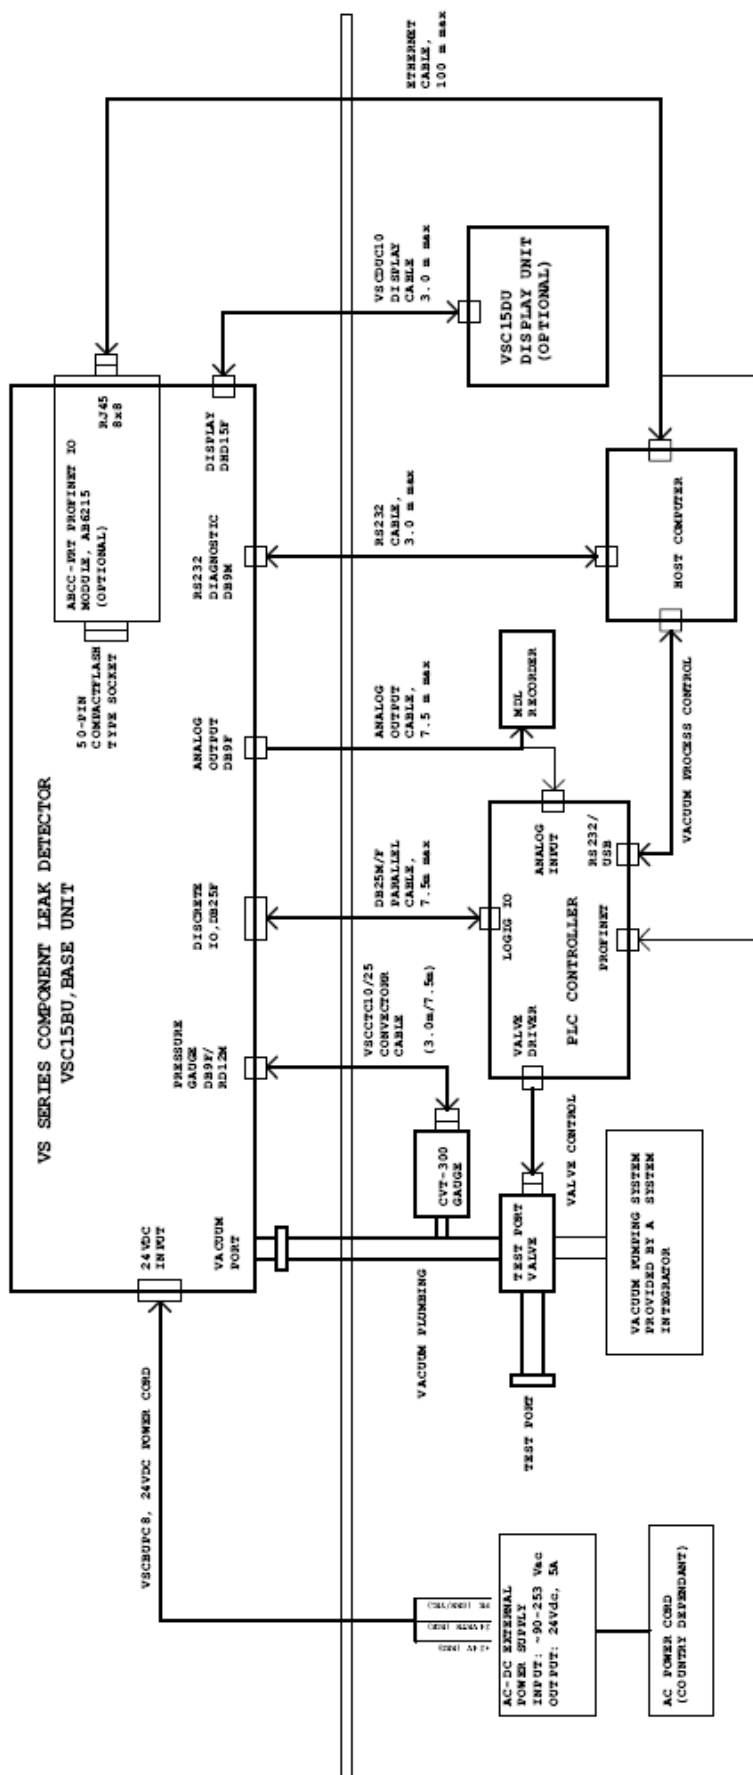 VS SERIES COMPONENT LEAK DETECTOR
VSC15BU, BASE UNIT
24VDC
INPUT
VACUUM
PORT
PRESSURE
GAUGE
DB9F/
RD12M
DISCRETE
IO,DB25F
ANALOG
OUTPUT
DB9F
RS232
DIAGNOSTIC
DB9M
DISPLAY
DHD15F
50-PIN
COMPACTFLASH
TYPE SOCKET
ABCC-PRT PROFINET IO
MODULE, AB6215
(OPTIONAL)
RJ45
8x8
VSCBUPC8, 24VDC POWER CORD
VACUUM PLUMBING
VSCCTC10/25
CONVECTORR
CABLE
(3.0m/7.5m)
DB25M/F
PARALLEL
CABLE,
7.5m max
ANALOG
OUTPUT
CABLE,
7.5 m max
RS232
CABLE,
3.0 m max
VSCDUC10
DISPLAY
CABLE
3.0 m max
ETHERNET
CABLE,
100 m max
+24V (RED)
AC-DC EXTERNAL
POWER SUPPLY
INPUT: ~90-253 Vac
OUTPUT: 24Vdc, 5A
AC POWER CORD
(COUNTRY DEPENDANT)
TEST PORT
TEST PORT
VALVE
CVT-300
GAUGE
VALVE CONTROL
VACUUM PUMPING SYSTEM
PROVIDED BY A SYSTEM
INTEGRATOR
VALVE
DRIVER
LOGIG IO
ANALOG
INPUT
PLC CONTROLLER
PROFINET
RS232/
USB
MDL
RECORDER
VACUUM PROCESS CONTROL
HOST COMPUTER
VSC15DU
DISPLAY UNIT
(OPTIONAL)